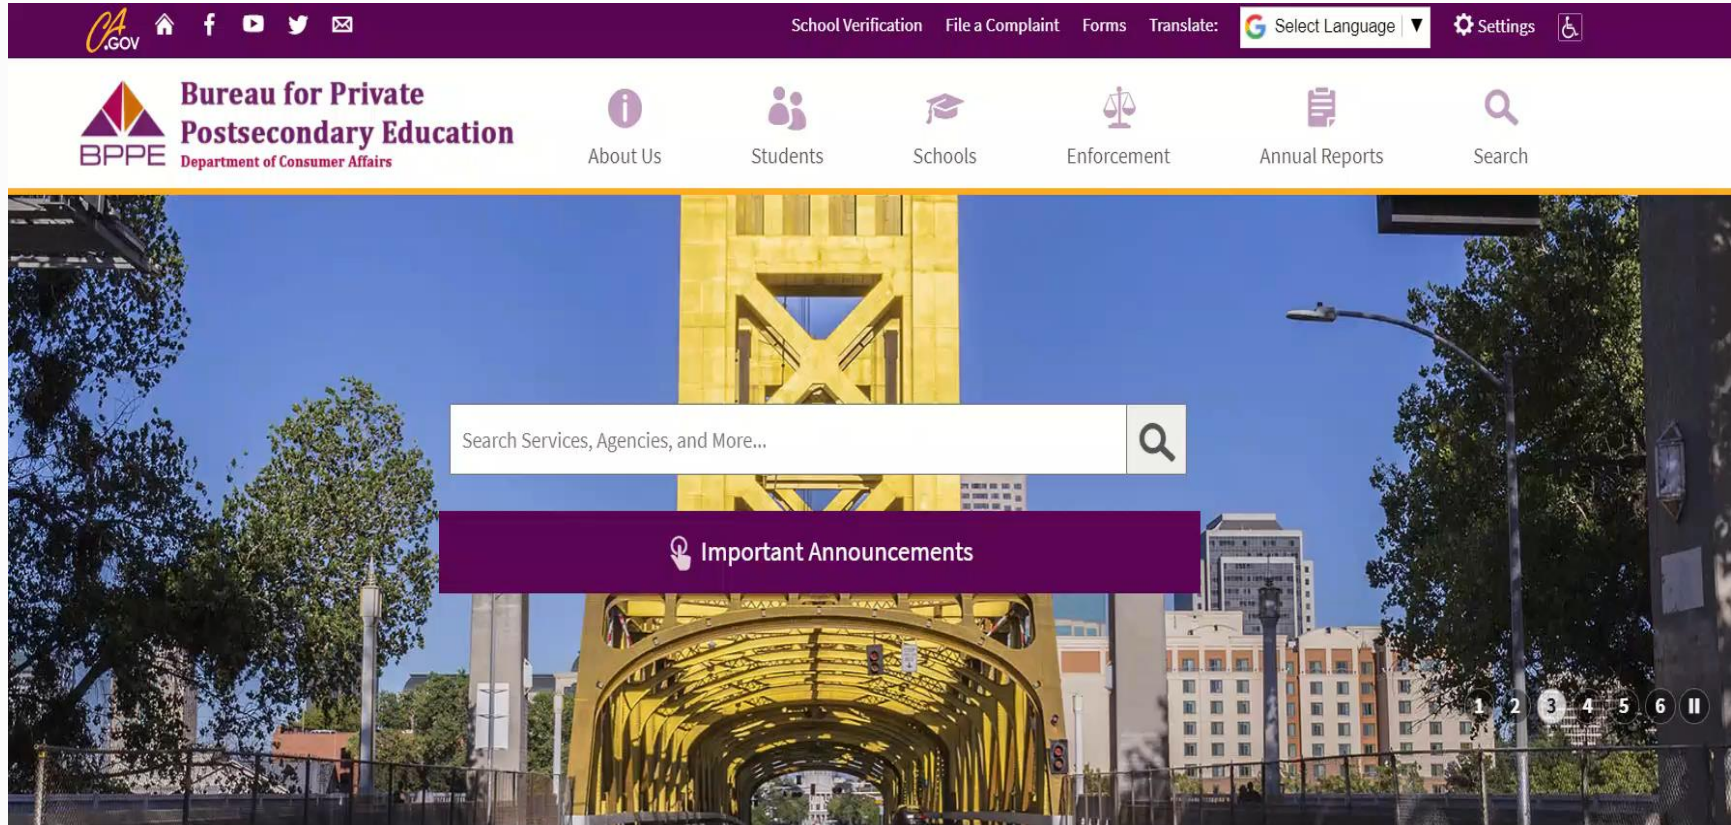 CA
.GOV
School Verification File a Complaint Forms Translate: Select Language ▼ Settings
BPPE
Bureau for Private
Postsecondary Education
Department of Consumer Affairs
About Us Students Schools Enforcement Annual Reports Search
Search Services, Agencies, and More...
Important Announcements
1 2 3 4 5 6